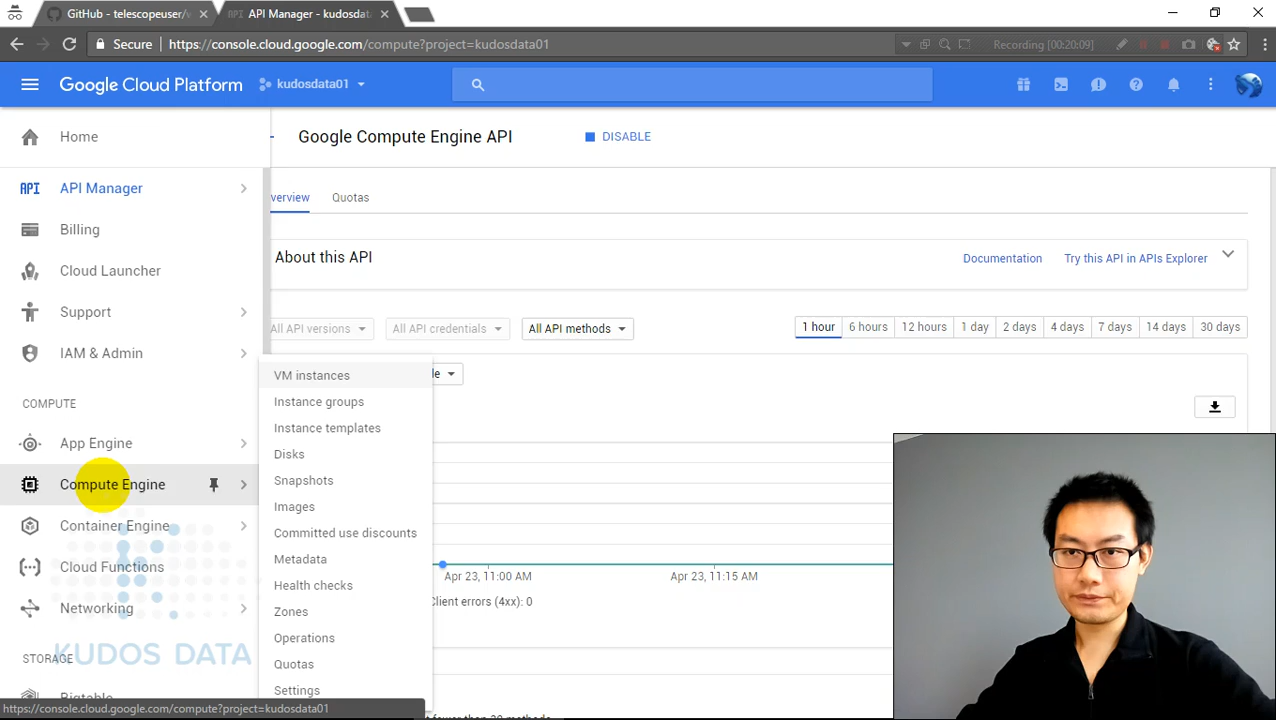 GitHub - telescopeuser/
API Manager - kudosdata
Secure
https://console.cloud.google.com/compute?project=kudosdata01
Recording [00:20:09]
Google Cloud Platform
kudosdata01
Home
Google Compute Engine API
DISABLE
API
API Manager
verview
Quotas
Billing
About this API
Documentation
Try this API in APIs Explorer
Cloud Launcher
Support
All API versions
All API credentials
All API methods
1 hour
6 hours
12 hours
1 day
2 days
4 days
7 days
14 days
30 days
IAM & Admin
VM instances
COMPUTE
Instance groups
Instance templates
App Engine
Disks
Snapshots
Compute Engine
Images
Container Engine
Committed use discounts
Metadata
Cloud Functions
Apr 23, 11:00 AM
Apr 23, 11:15 AM
Health checks
Client errors (4xx): 0
Networking
Zones
Operations
KUDOS DATA
STORAGE
Quotas
Settings
Bigtable
https://console.cloud.google.com/compute?project=kudosdata01